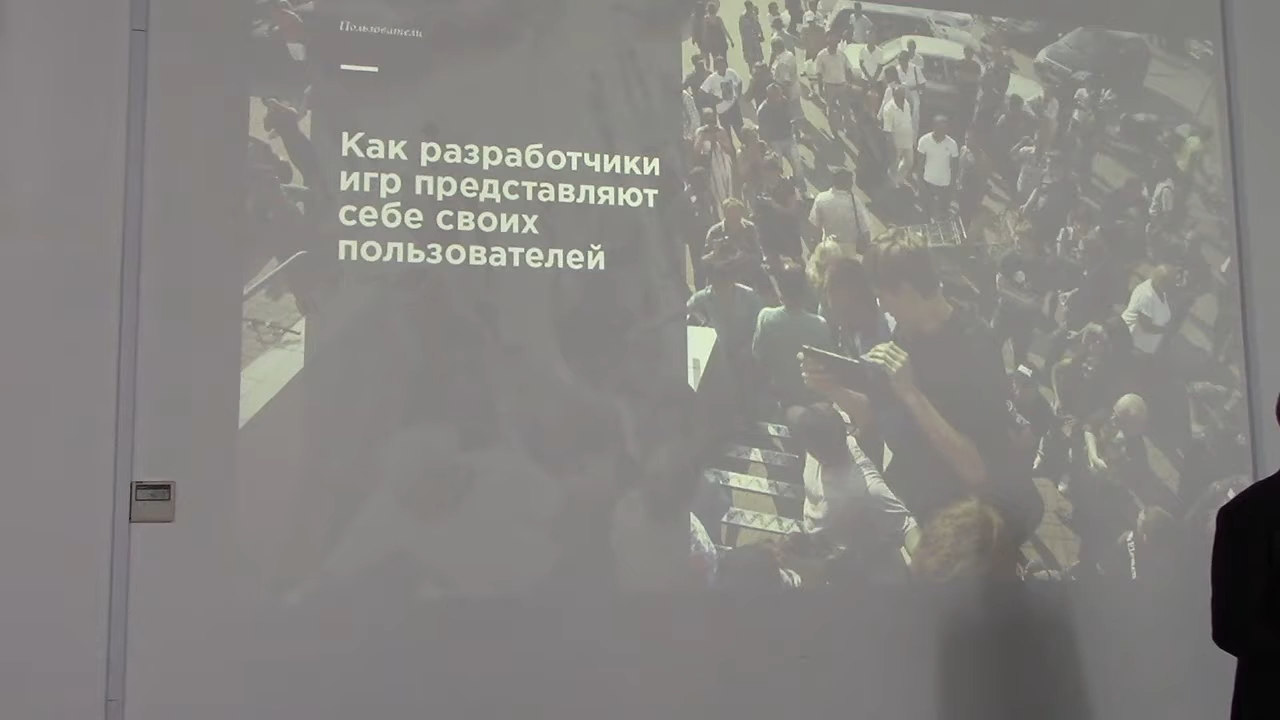 Пользователи
Как разработчики
игр представляют
себе своих
пользователей